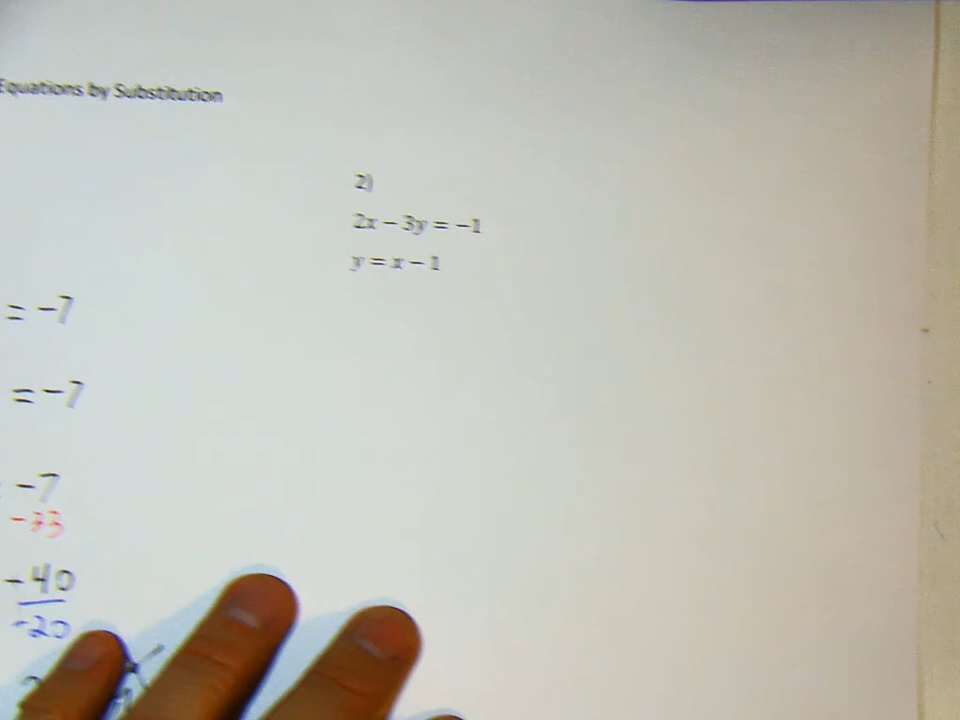 Equations by Substitution
2)
2x - 3y = -1
y = x - 1
= -7
= -7
-7
-33
-40
-20